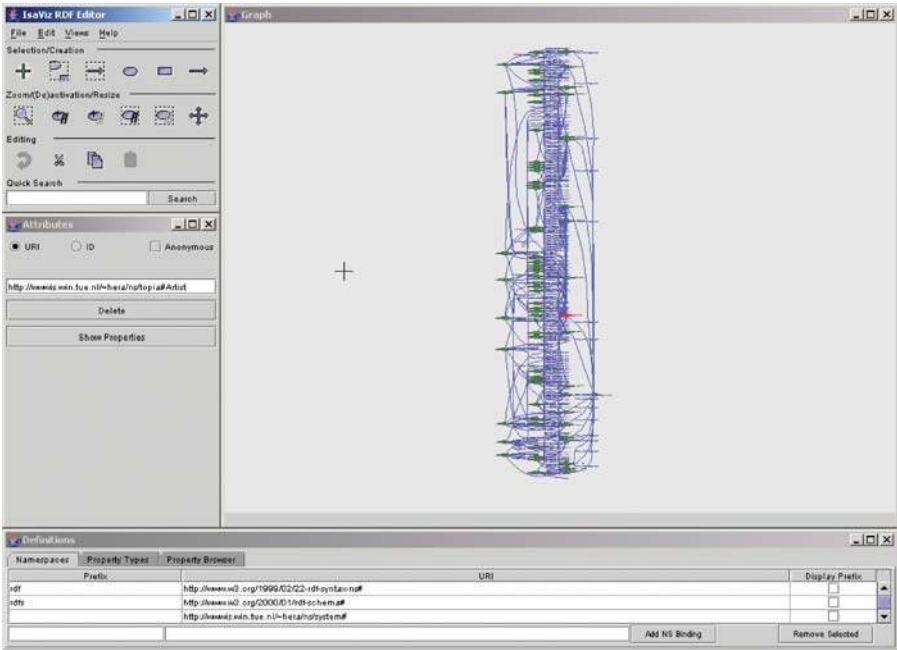 IsaViz RDF Editor
File Edit Views Help
Selection/Creation
Zoom/(De)activation/Resize
Editing
Quick Search
Search
Attributes
URI ID Anonymous
http://wwwis.win.tue.nl/~hera/ns/topia#Artist
Delete
Show Properties
Graph
Definitions
Namespaces Property Types Property Browser
Prefix URI Display Prefix
rdf http://www.w3.org/1999/02/22-rdf-syntax-ns#
rdfs http://www.w3.org/2000/01/rdf-schema#
http://wwwis.win.tue.nl/~hera/ns/system#
Add NS Binding Remove Selected